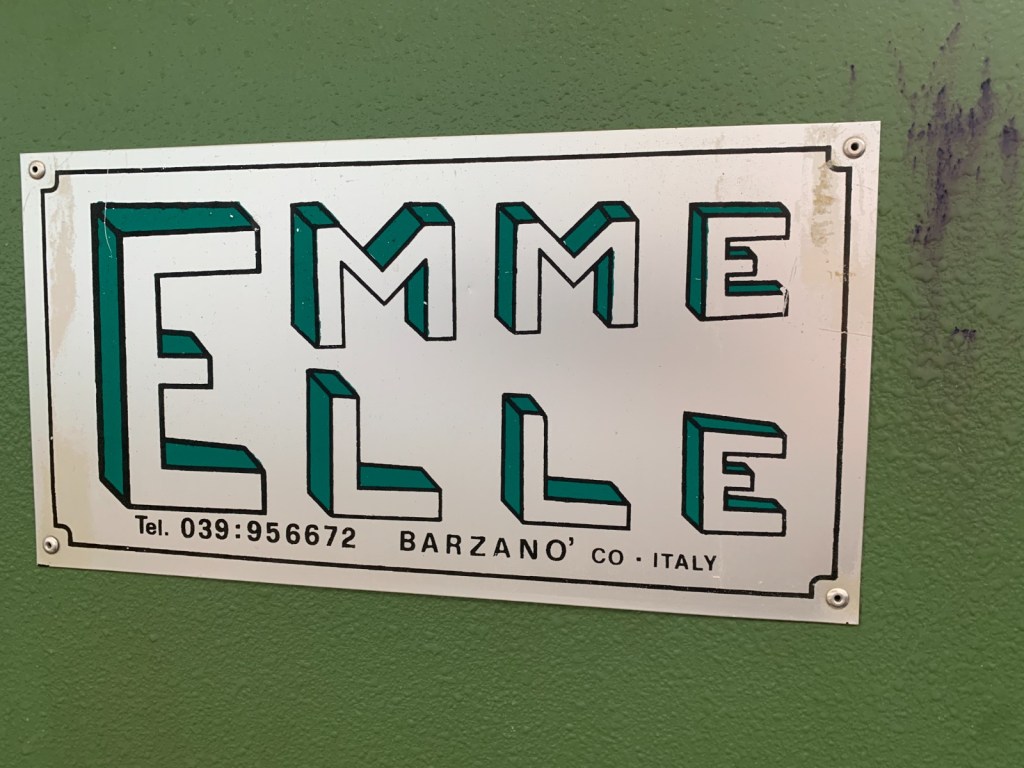 EMME
ELLE
Tel. 039:956672 BARZANO' CO · ITALY